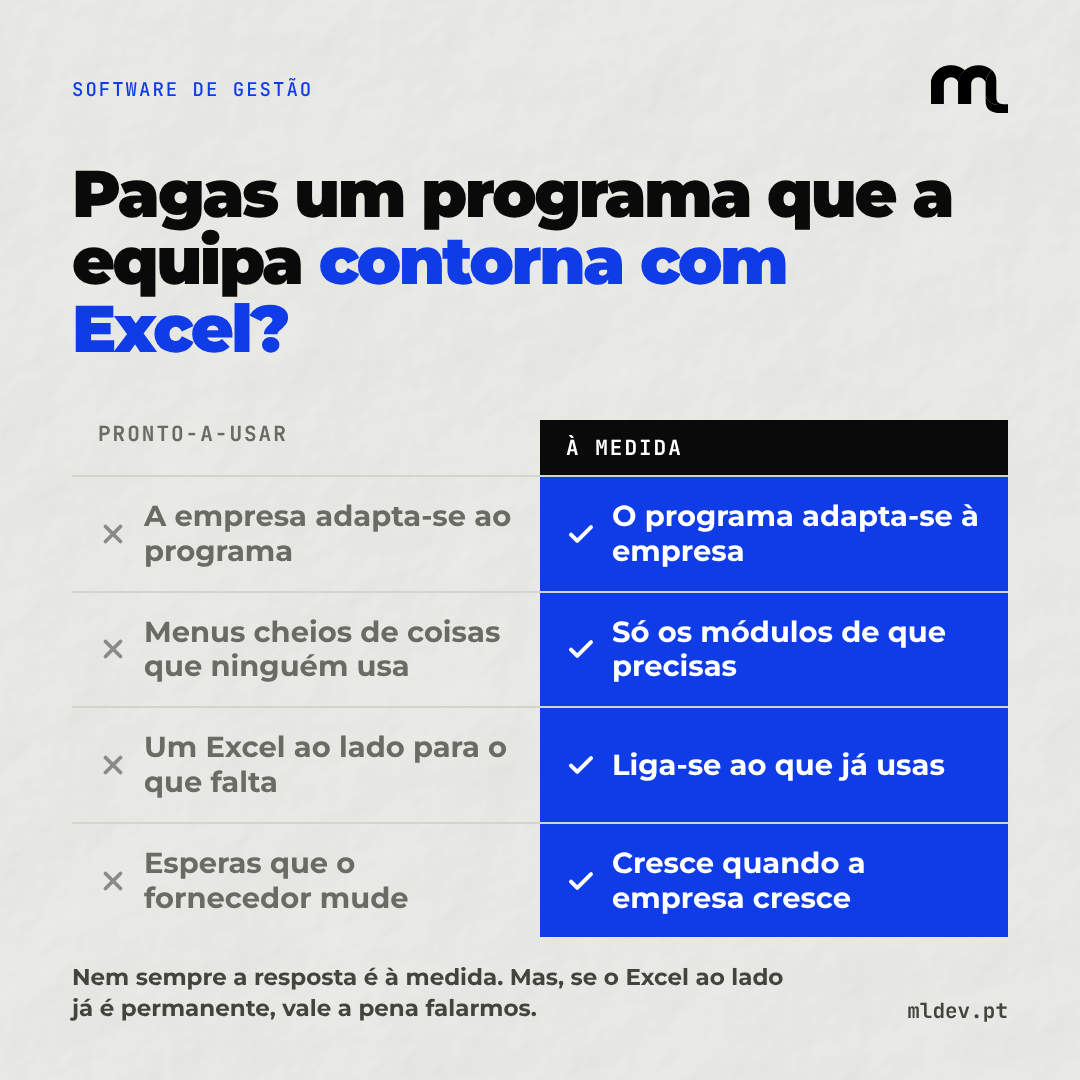 SOFTWARE DE GESTÃO
Pagas um programa que a
equipa contorna com
Excel?
PRONTO-A-USAR
À MEDIDA
A empresa adapta-se ao
programa
O programa adapta-se à
empresa
Menus cheios de coisas
que ninguém usa
Só os módulos de que
precisas
Um Excel ao lado para o
que falta
Liga-se ao que já usas
Esperas que o
fornecedor mude
Cresce quando a
empresa cresce
Nem sempre a resposta é à medida. Mas, se o Excel ao lado
já é permanente, vale a pena falarmos.
mldev.pt